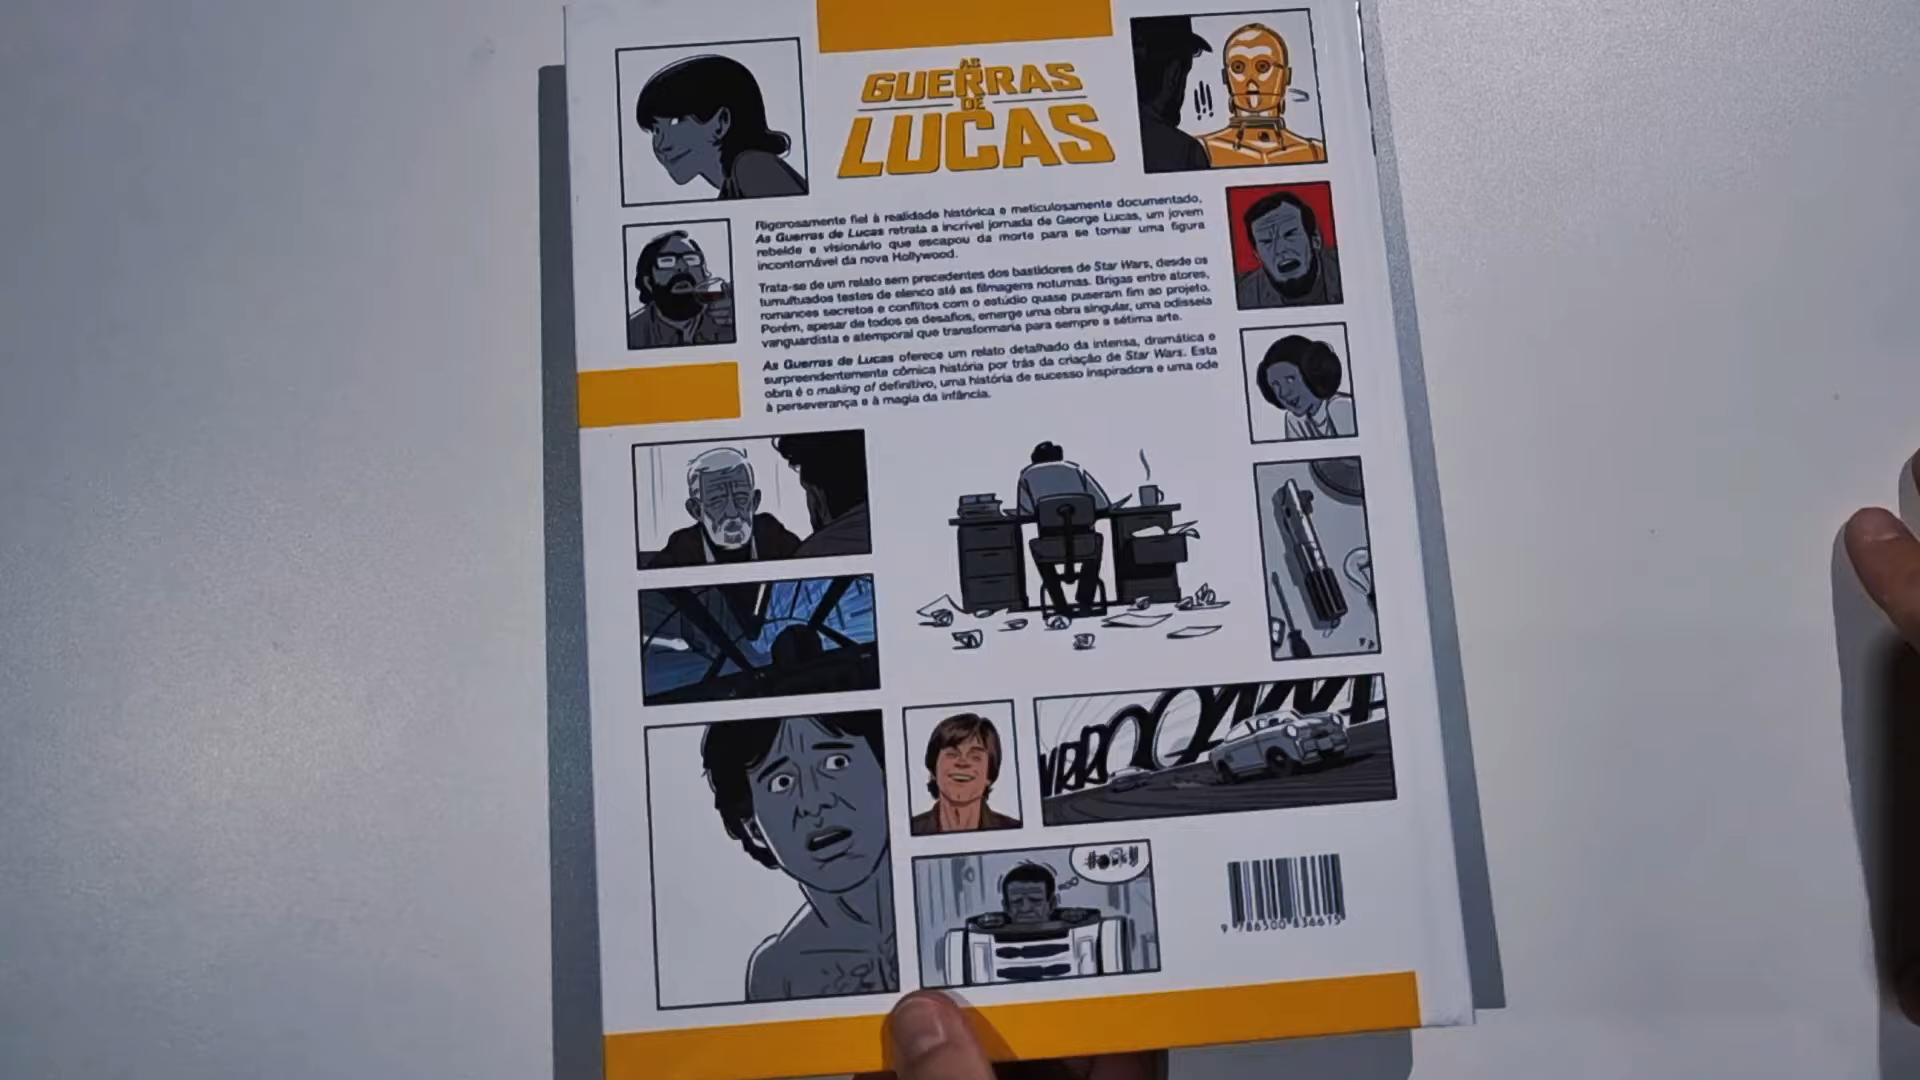 AS
GUERRAS
DE
LUCAS
!!!
Rigorosamente fiel à realidade histórica e meticulosamente documentado,
As Guerras de Lucas retrata a incrível jornada de George Lucas, um jovem
rebelde e visionário que escapou da morte para se tornar uma figura
incontornável da nova Hollywood.
Trata-se de um relato sem precedentes dos bastidores de Star Wars, desde os
tumultuados testes de elenco até as filmagens noturnas. Brigas entre atores,
romances secretos e conflitos com o estúdio quase puseram fim ao projeto.
Porém, apesar de todos os desafios, emerge uma obra singular, uma odisseia
vanguardista e atemporal que transformaria para sempre a sétima arte.
As Guerras de Lucas oferece um relato detalhado da intensa, dramática e
surpreendentemente cômica história por trás da criação de Star Wars. Esta
obra é o making of definitivo, uma história de sucesso inspiradora e uma ode
à perseverança e à magia da infância.